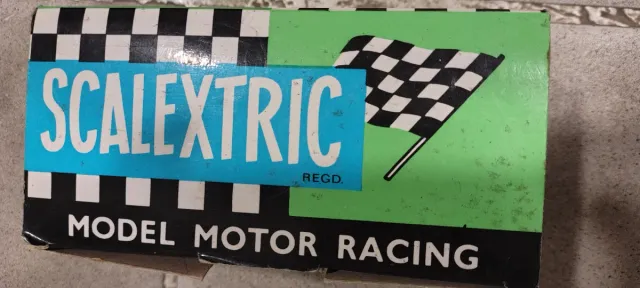 SCALEXTRIC
REGD.
MODEL MOTOR RACING